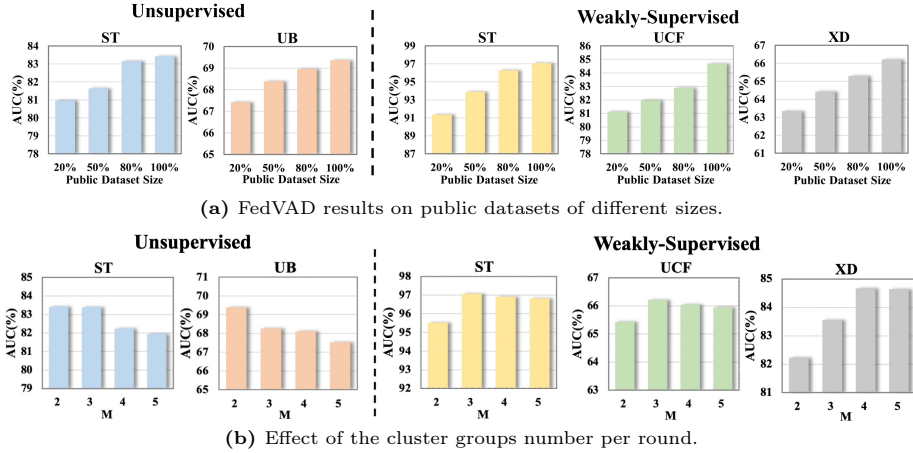 Unsupervised
Weakly-Supervised
ST
UB
ST
UCF
XD
AUC(%)
84
83
82
81
80
79
78
20% 50% 80% 100%
Public Dataset Size
AUC(%)
70
69
68
67
66
65
20% 50% 80% 100%
Public Dataset Size
AUC(%)
99
97
95
93
91
89
87
20% 50% 80% 100%
Public Dataset Size
AUC(%)
86
85
84
83
82
81
80
79
78
20% 50% 80% 100%
Public Dataset Size
AUC(%)
67
66
65
64
63
62
61
20% 50% 80% 100%
Public Dataset Size
(a) FedVAD results on public datasets of different sizes.
Unsupervised
Weakly-Supervised
ST
UB
ST
UCF
XD
AUC(%)
85
84
83
82
81
80
79
2 3 4 5
M
AUC(%)
71
70
69
68
67
66
65
2 3 4 5
M
AUC(%)
98
97
96
95
94
93
92
2 3 4 5
M
AUC(%)
67
66
65
64
63
2 3 4 5
M
AUC(%)
85
84
83
82
81
2 3 4 5
M
(b) Effect of the cluster groups number per round.